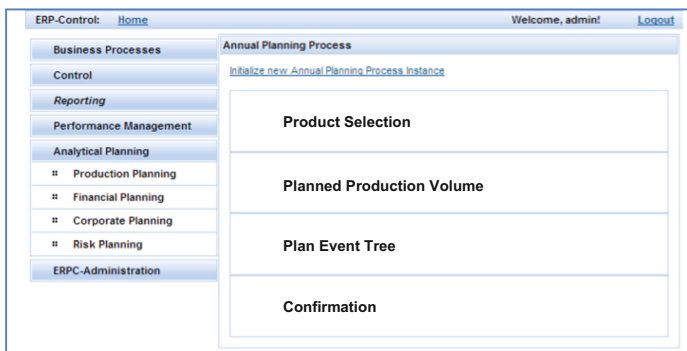 ERP-Control: Home Welcome, admin! Logout
Business Processes
Control
Reporting
Performance Management
Analytical Planning
Production Planning
Financial Planning
Corporate Planning
Risk Planning
ERPC-Administration
Annual Planning Process
Initialize new Annual Planning Process Instance
Product Selection
Planned Production Volume
Plan Event Tree
Confirmation